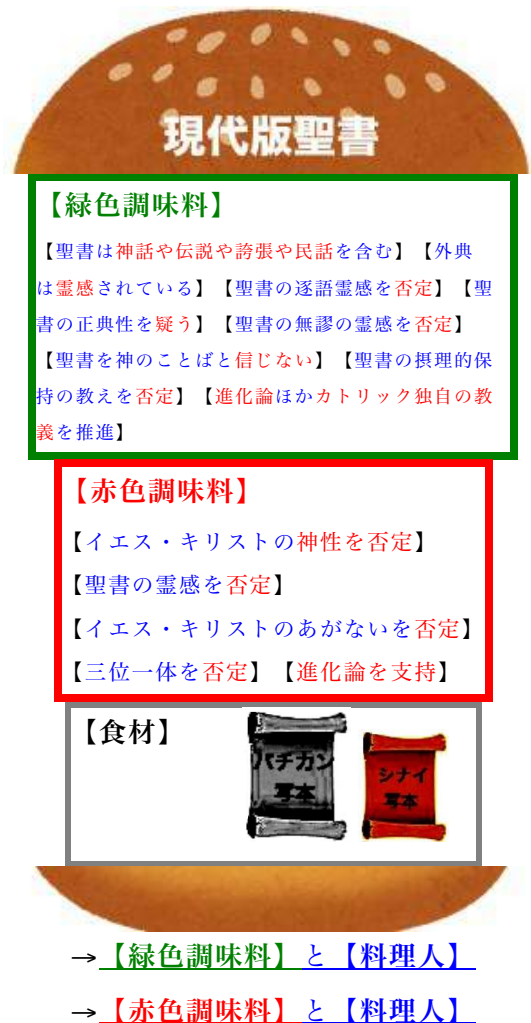 現代版聖書
【緑色調味料】
【聖書は神話や伝説や誇張や民話を含む】【外典
は霊感されている】【聖書の逐語霊感を否定】【聖
書の正典性を疑う】【聖書の無謬の霊感を否定】
【聖書を神のことばと信じない】【聖書の摂理的保
持の教えを否定】【進化論ほかカトリック独自の教
義を推進】
【赤色調味料】
【イエス・キリストの神性を否定】
【聖書の霊感を否定】
【イエス・キリストのあがないを否定】
【三位一体を否定】【進化論を支持】
【食材】
バチカン
写本
シナイ
写本
→【緑色調味料】と【料理人】
→【赤色調味料】と【料理人】